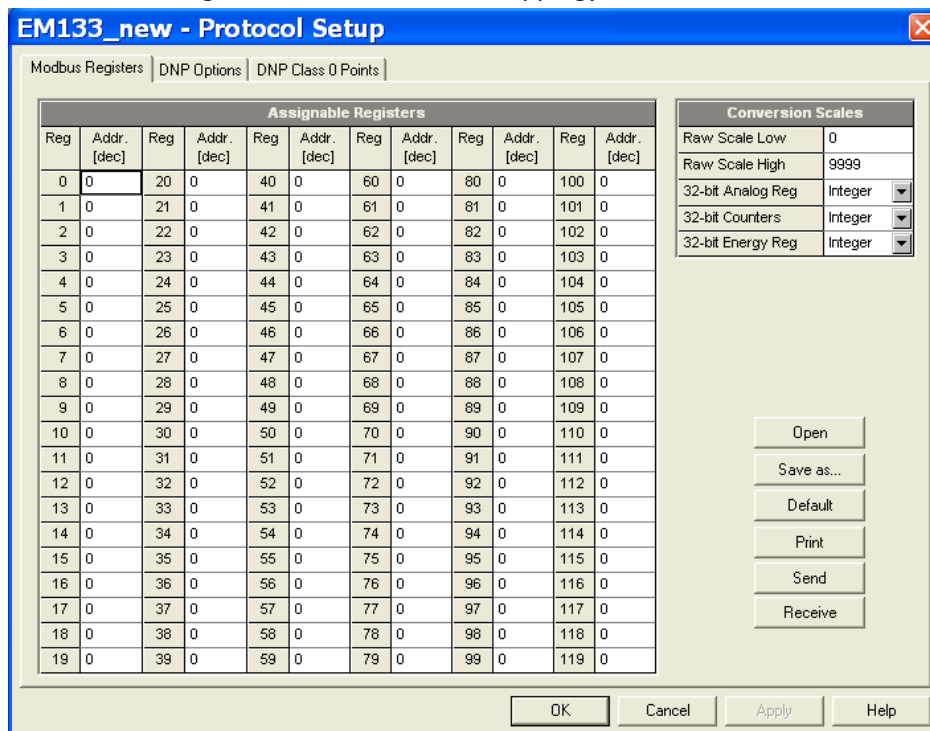 EM133_new - Protocol Setup
Modbus Registers DNP Options DNP Class 0 Points
Assignable Registers
Reg Addr. [dec] Reg Addr. [dec] Reg Addr. [dec] Reg Addr. [dec] Reg Addr. [dec] Reg Addr. [dec]
0 0 20 0 40 0 60 0 80 0 100 0
1 0 21 0 41 0 61 0 81 0 101 0
2 0 22 0 42 0 62 0 82 0 102 0
3 0 23 0 43 0 63 0 83 0 103 0
4 0 24 0 44 0 64 0 84 0 104 0
5 0 25 0 45 0 65 0 85 0 105 0
6 0 26 0 46 0 66 0 86 0 106 0
7 0 27 0 47 0 67 0 87 0 107 0
8 0 28 0 48 0 68 0 88 0 108 0
9 0 29 0 49 0 69 0 89 0 109 0
10 0 30 0 50 0 70 0 90 0 110 0
11 0 31 0 51 0 71 0 91 0 111 0
12 0 32 0 52 0 72 0 92 0 112 0
13 0 33 0 53 0 73 0 93 0 113 0
14 0 34 0 54 0 74 0 94 0 114 0
15 0 35 0 55 0 75 0 95 0 115 0
16 0 36 0 56 0 76 0 96 0 116 0
17 0 37 0 57 0 77 0 97 0 117 0
18 0 38 0 58 0 78 0 98 0 118 0
19 0 39 0 59 0 79 0 99 0 119 0
Conversion Scales
Raw Scale Low 0
Raw Scale High 9999
32-bit Analog Reg Integer
32-bit Counters Integer
32-bit Energy Reg Integer
Open
Save as...
Default
Print
Send
Receive
OK Cancel Apply Help